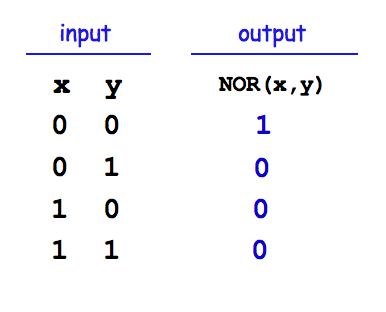 input output
x y NOR(x,y)
0 0 1
0 1 0
1 0 0
1 1 0